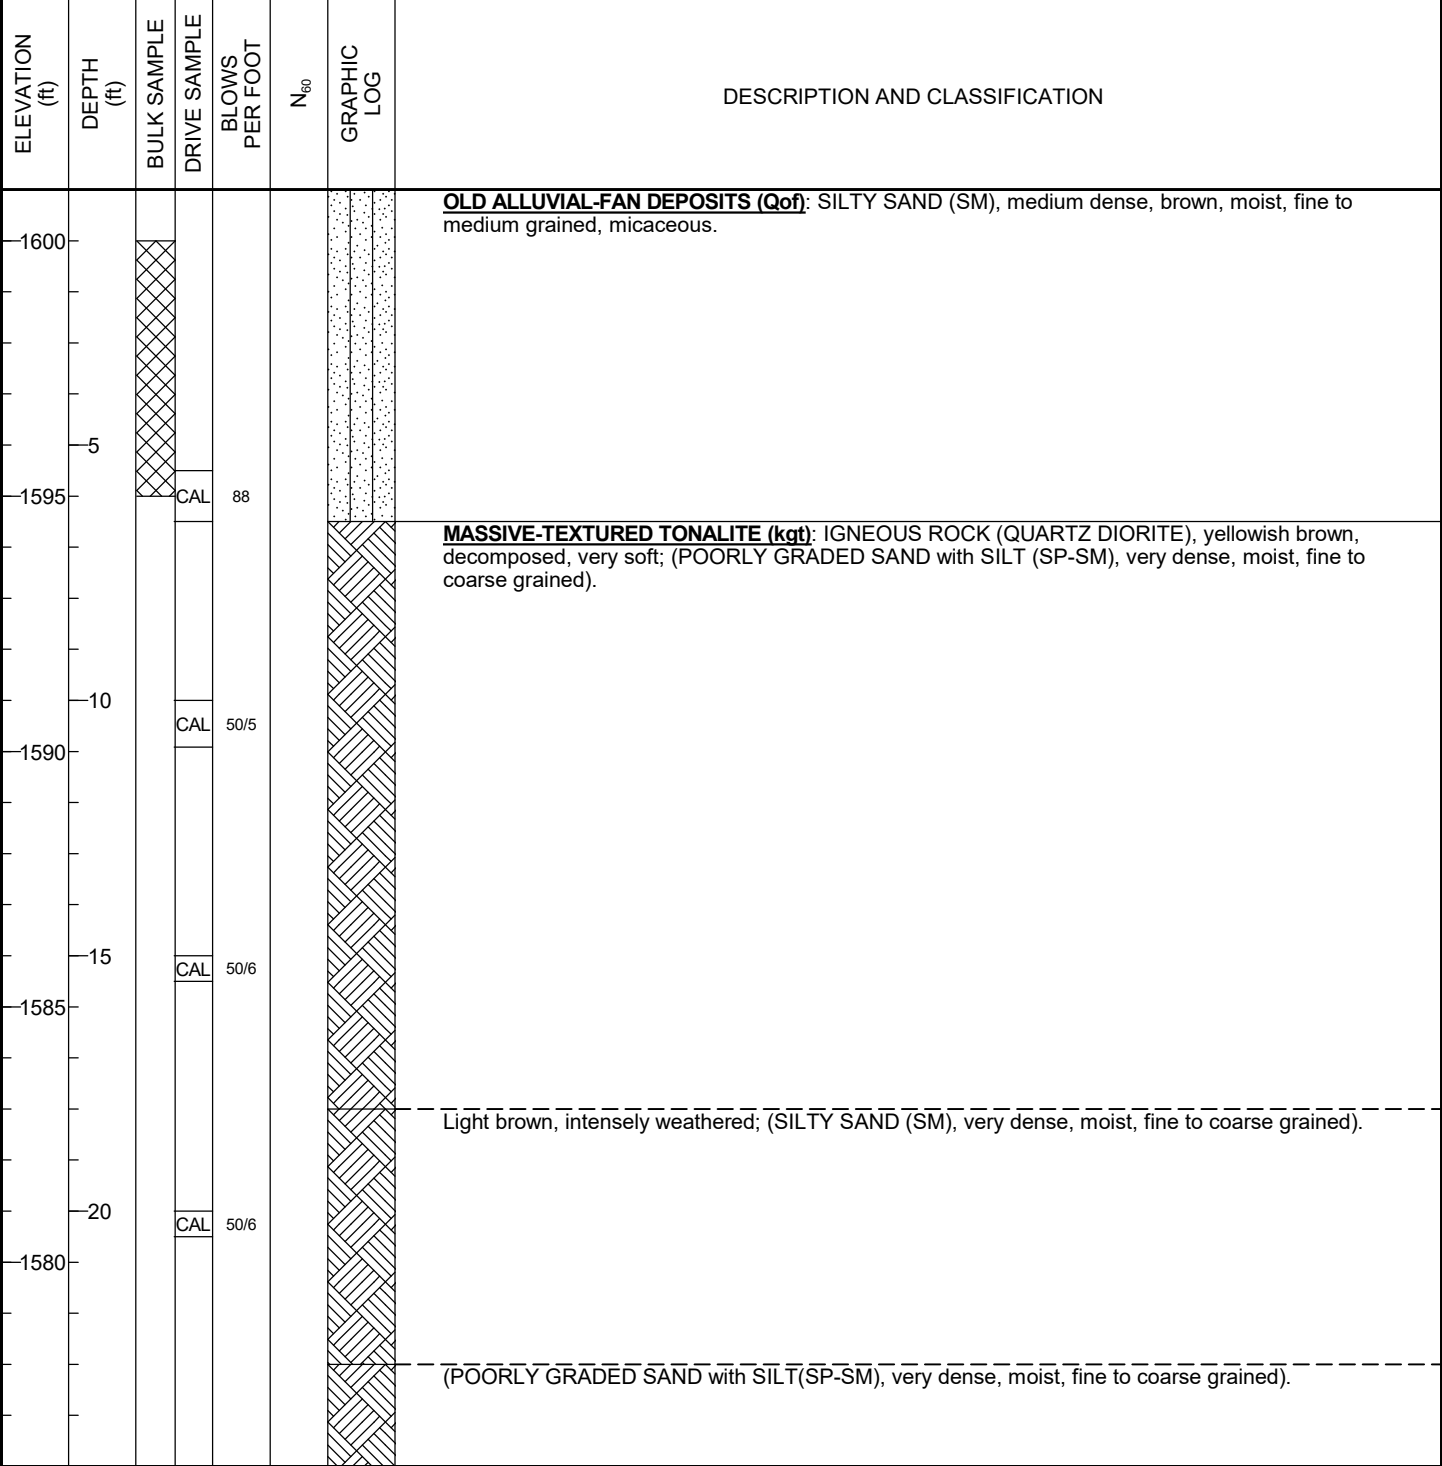 ELEVATION
(ft)
DEPTH
(ft)
BULK SAMPLE
DRIVE SAMPLE
BLOWS
PER FOOT
N60
GRAPHIC
LOG
DESCRIPTION AND CLASSIFICATION
OLD ALLUVIAL-FAN DEPOSITS (Qof): SILTY SAND (SM), medium dense, brown, moist, fine to
medium grained, micaceous.
1600
5
1595
CAL
88
MASSIVE-TEXTURED TONALITE (kgt): IGNEOUS ROCK (QUARTZ DIORITE), yellowish brown,
decomposed, very soft; (POORLY GRADED SAND with SILT (SP-SM), very dense, moist, fine to
coarse grained).
10
CAL
50/5
1590
15
CAL
50/6
1585
Light brown, intensely weathered; (SILTY SAND (SM), very dense, moist, fine to coarse grained).
20
CAL
50/6
1580
(POORLY GRADED SAND with SILT(SP-SM), very dense, moist, fine to coarse grained).